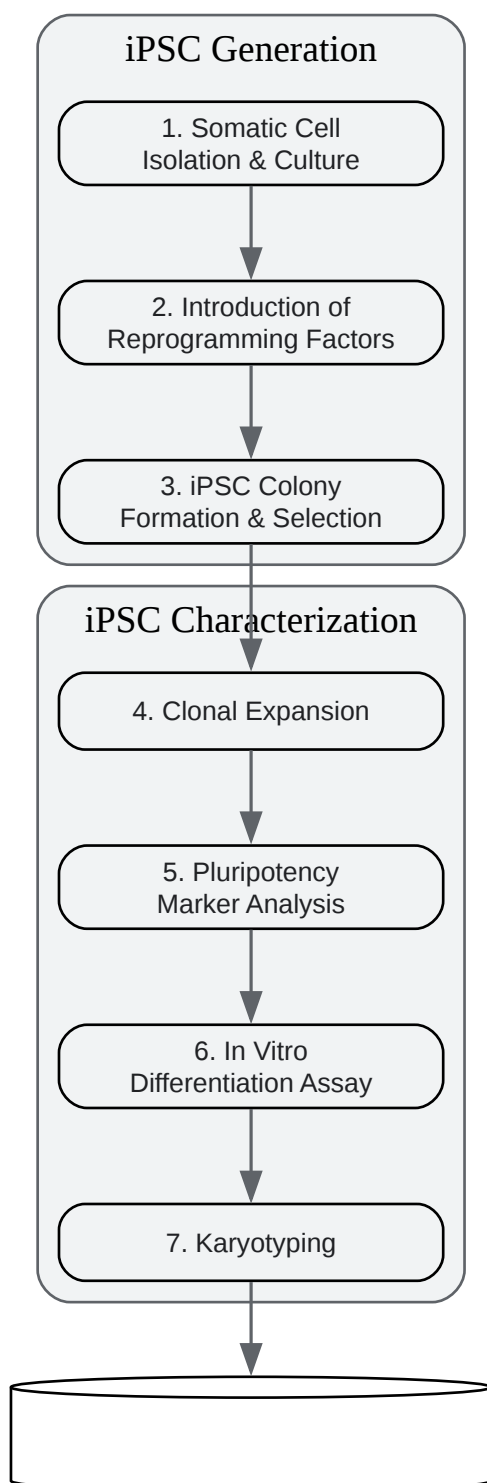 iPSC Generation
1. Somatic Cell
Isolation & Culture
2. Introduction of
Reprogramming Factors
3. iPSC Colony
Formation & Selection
iPSC Characterization
4. Clonal Expansion
5. Pluripotency
Marker Analysis
6. In Vitro
Differentiation Assay
7. Karyotyping